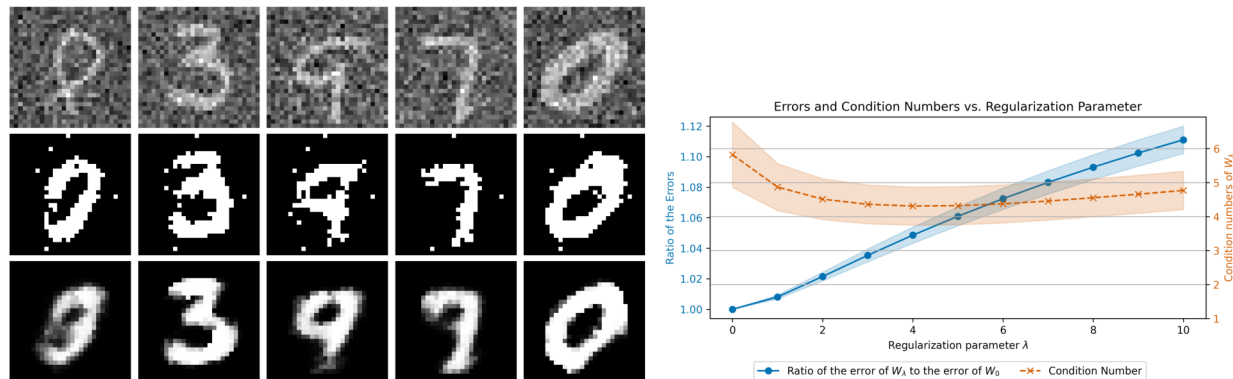 Errors and Condition Numbers vs. Regularization Parameter
Ratio of the Errors
1.12
1.10
1.08
1.06
1.04
1.02
1.00
6
5
4
3
2
1
Condition numbers of W_λ
0 2 4 6 8 10
Regularization parameter λ
Ratio of the error of W_λ to the error of W_0
Condition Number